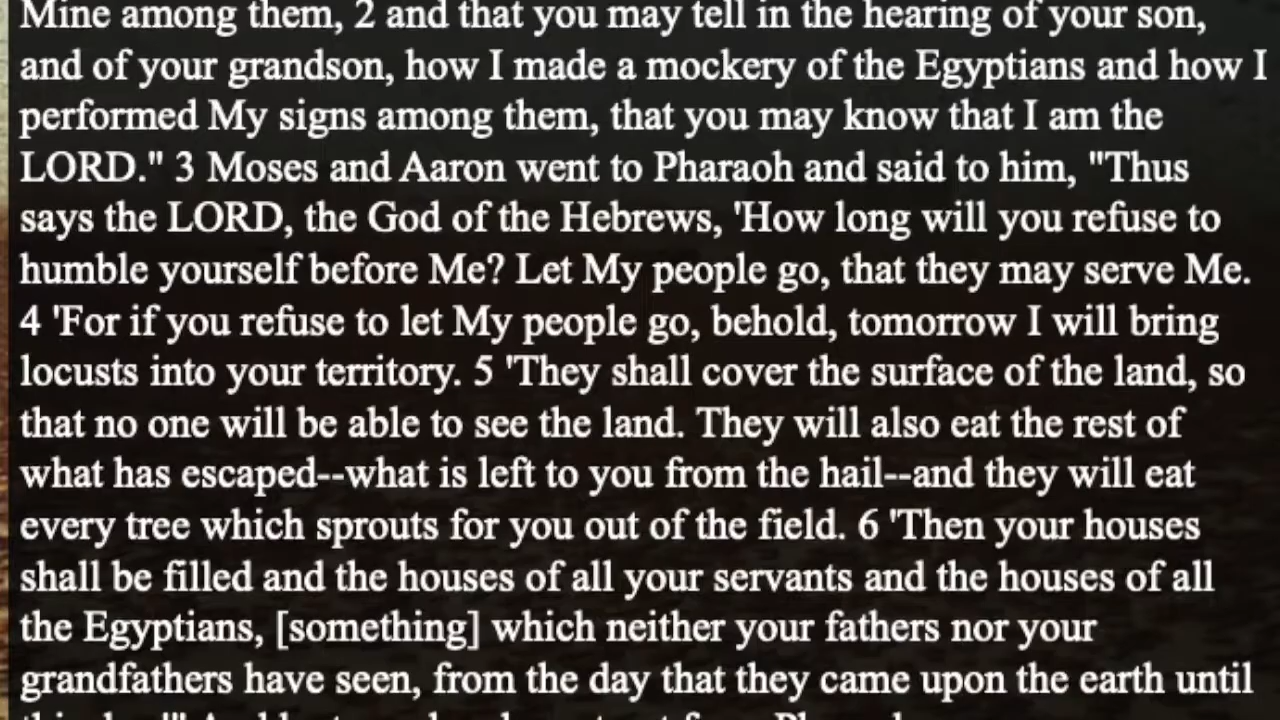 Mine among them, 2 and that you may tell in the hearing of your son,
and of your grandson, how I made a mockery of the Egyptians and how I
performed My signs among them, that you may know that I am the
LORD." 3 Moses and Aaron went to Pharaoh and said to him, "Thus
says the LORD, the God of the Hebrews, 'How long will you refuse to
humble yourself before Me? Let My people go, that they may serve Me.
4 'For if you refuse to let My people go, behold, tomorrow I will bring
locusts into your territory. 5 'They shall cover the surface of the land, so
that no one will be able to see the land. They will also eat the rest of
what has escaped--what is left to you from the hail--and they will eat
every tree which sprouts for you out of the field. 6 'Then your houses
shall be filled and the houses of all your servants and the houses of all
the Egyptians, [something] which neither your fathers nor your
grandfathers have seen, from the day that they came upon the earth until